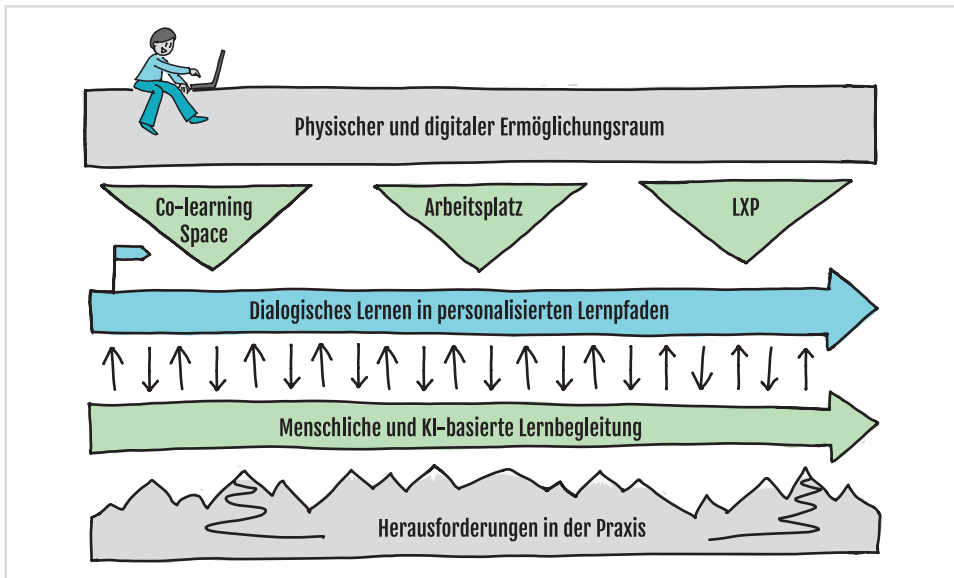 Physischer und digitaler Ermöglichungsraum
Co-learning
Space
Arbeitsplatz
LXP
Dialogisches Lernen in personalisierten Lernpfaden
Menschliche und KI-basierte Lernbegleitung
Herausforderungen in der Praxis